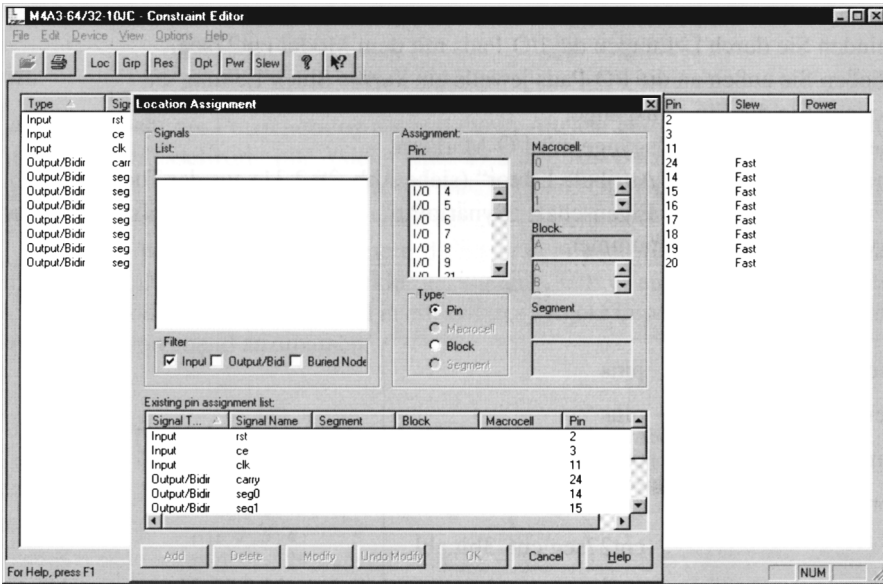 M4A3-64/32-10JC - Constraint Editor
File Edit Device View Options Help
Loc Grp Res Opt Pwr Slew
Type Sig Pin Slew Power
Input rst 2
Input ce 3
Input clk 11
Output/Bidir carr 24 Fast
Output/Bidir seg 14 Fast
Output/Bidir seg 15 Fast
Output/Bidir seg 16 Fast
Output/Bidir seg 17 Fast
Output/Bidir seg 18 Fast
Output/Bidir seg 19 Fast
Output/Bidir seg 20 Fast
Location Assignment
Signals
List:
Filter
Input Output/Bidi Buried Node
Assignment:
Pin:
I/O 4
I/O 5
I/O 6
I/O 7
I/O 8
I/O 9
I/O 21
Type:
Pin
Macrocell
Block
Segment
Macrocell:
0
0
1
Block:
A
A
B
Segment
Existing pin assignment list:
Signal T... Signal Name Segment Block Macrocell Pin
Input rst 2
Input ce 3
Input clk 11
Output/Bidir carry 24
Output/Bidir seg0 14
Output/Bidir seg1 15
Add Delete Modify Undo Modify OK Cancel Help
For Help, press F1
NUM